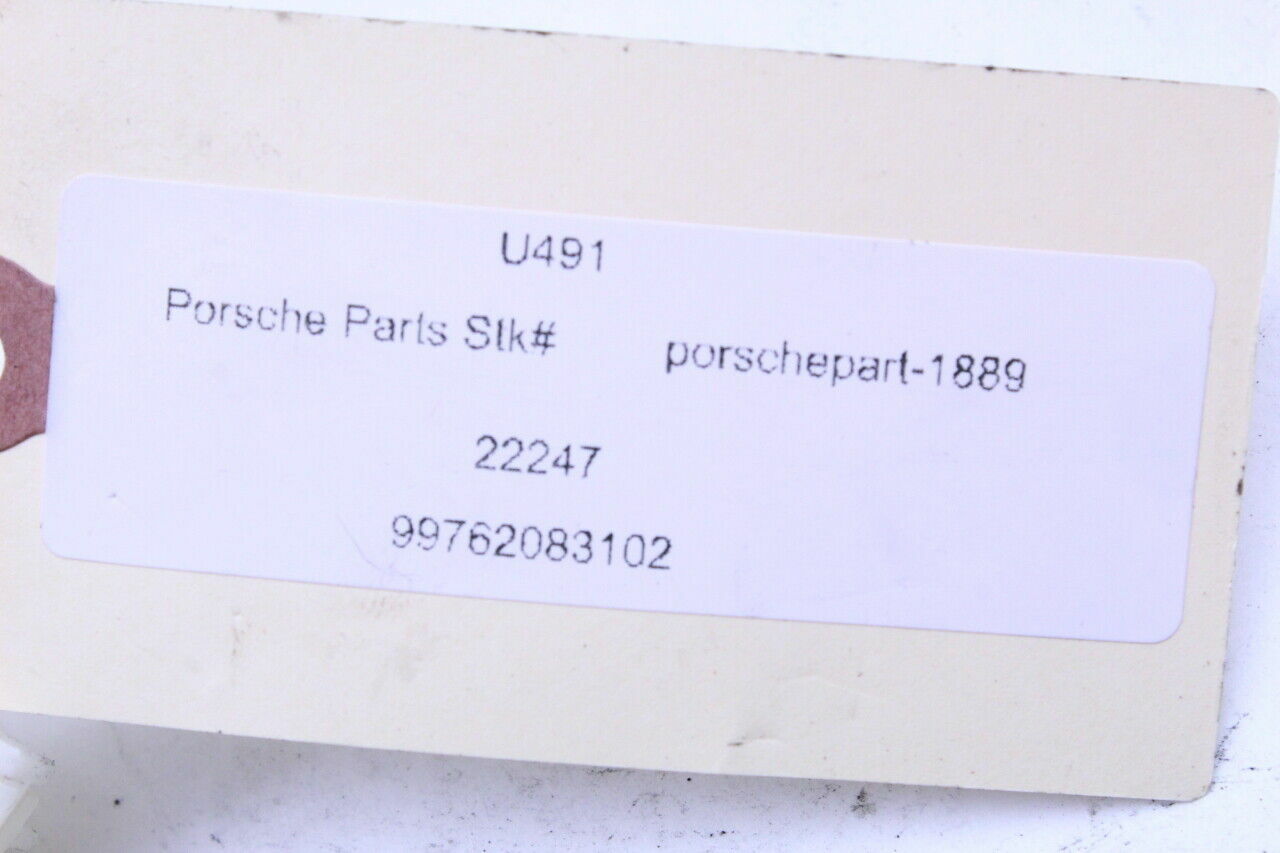 U491
Porsche Parts Stk# porschepart-1889
22247
99762083102